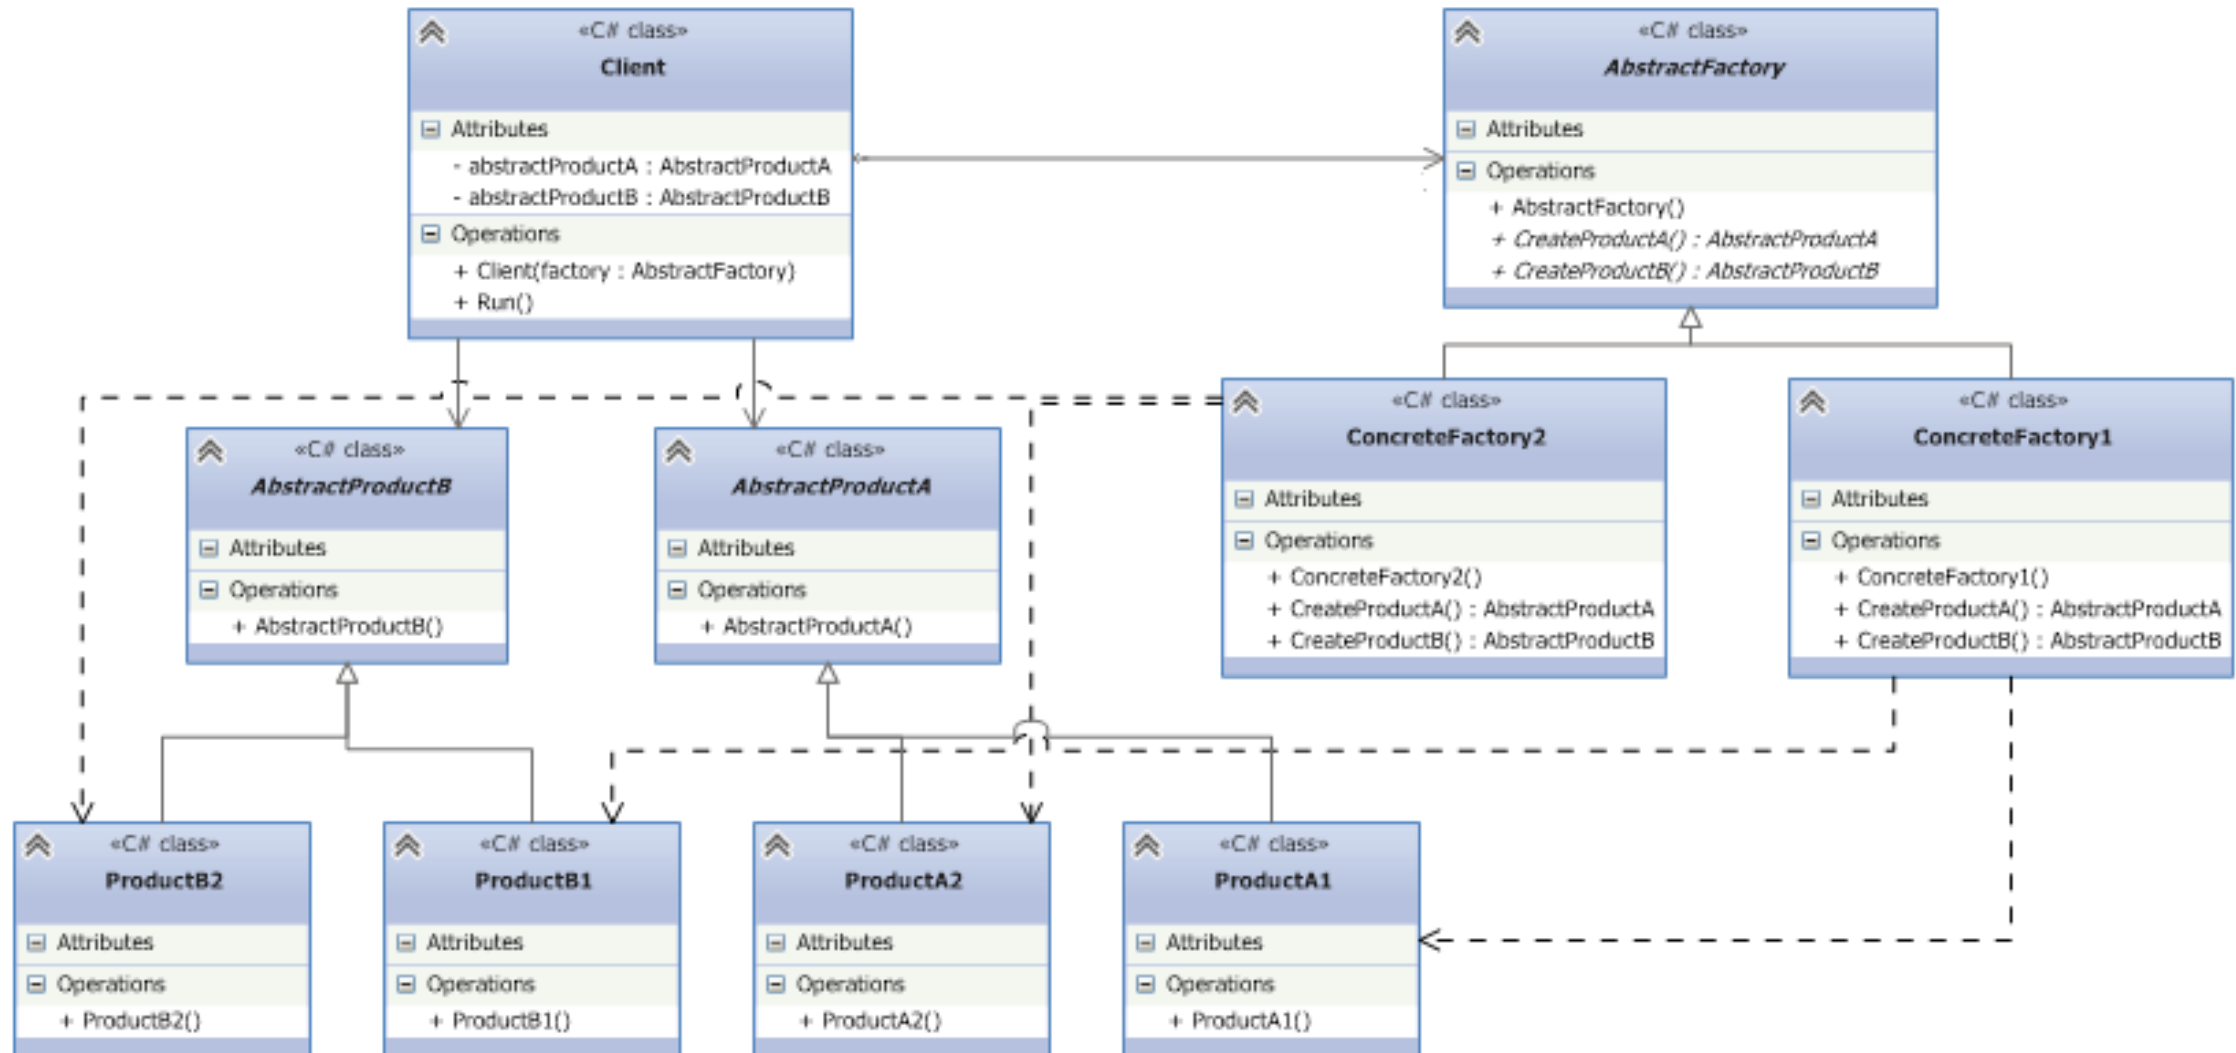 «C# class»
Client
Attributes
- abstractProductA : AbstractProductA
- abstractProductB : AbstractProductB
Operations
+ Client(factory : AbstractFactory)
+ Run()
«C# class»
AbstractFactory
Attributes
Operations
+ AbstractFactory()
+ CreateProductA() : AbstractProductA
+ CreateProductB() : AbstractProductB
«C# class»
AbstractProductB
Attributes
Operations
+ AbstractProductB()
«C# class»
AbstractProductA
Attributes
Operations
+ AbstractProductA()
«C# class»
ConcreteFactory2
Attributes
Operations
+ ConcreteFactory2()
+ CreateProductA() : AbstractProductA
+ CreateProductB() : AbstractProductB
«C# class»
ConcreteFactory1
Attributes
Operations
+ ConcreteFactory1()
+ CreateProductA() : AbstractProductA
+ CreateProductB() : AbstractProductB
«C# class»
ProductB2
Attributes
Operations
+ ProductB2()
«C# class»
ProductB1
Attributes
Operations
+ ProductB1()
«C# class»
ProductA2
Attributes
Operations
+ ProductA2()
«C# class»
ProductA1
Attributes
Operations
+ ProductA1()